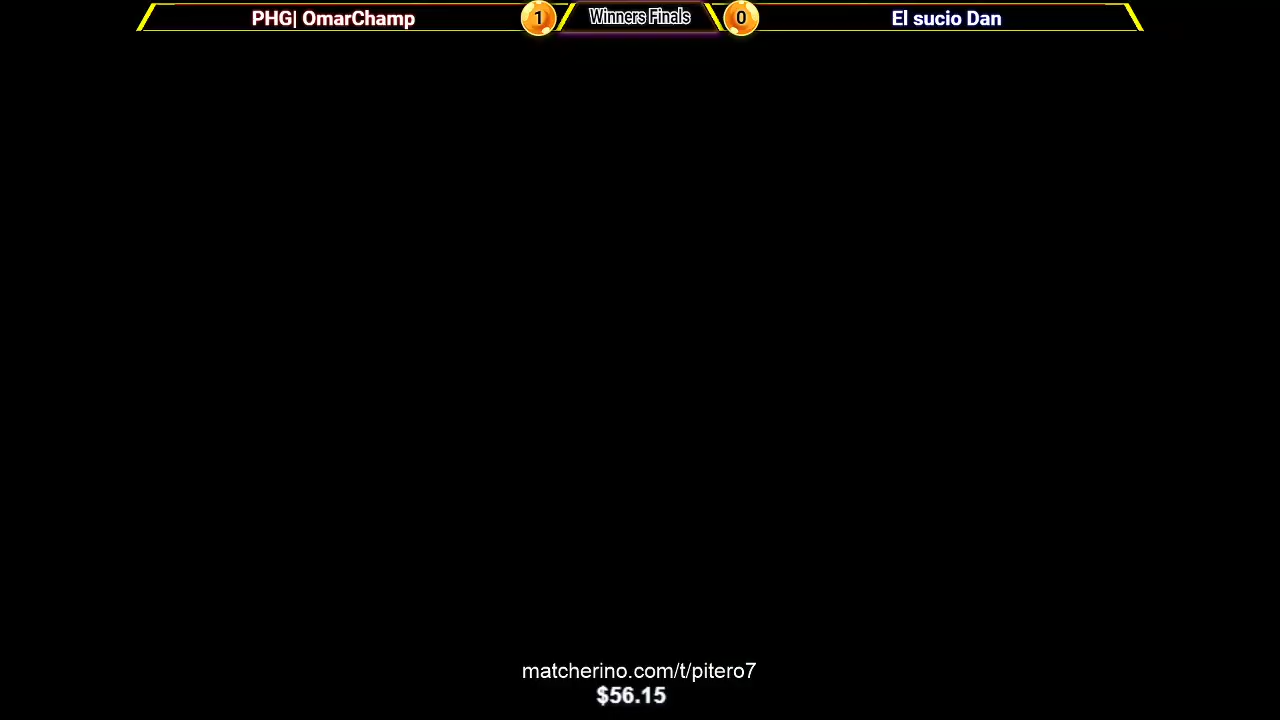 PHG| OmarChamp 1 Winners Finals 0 El sucio Dan
matcherino.com/t/pitero7
$56.15